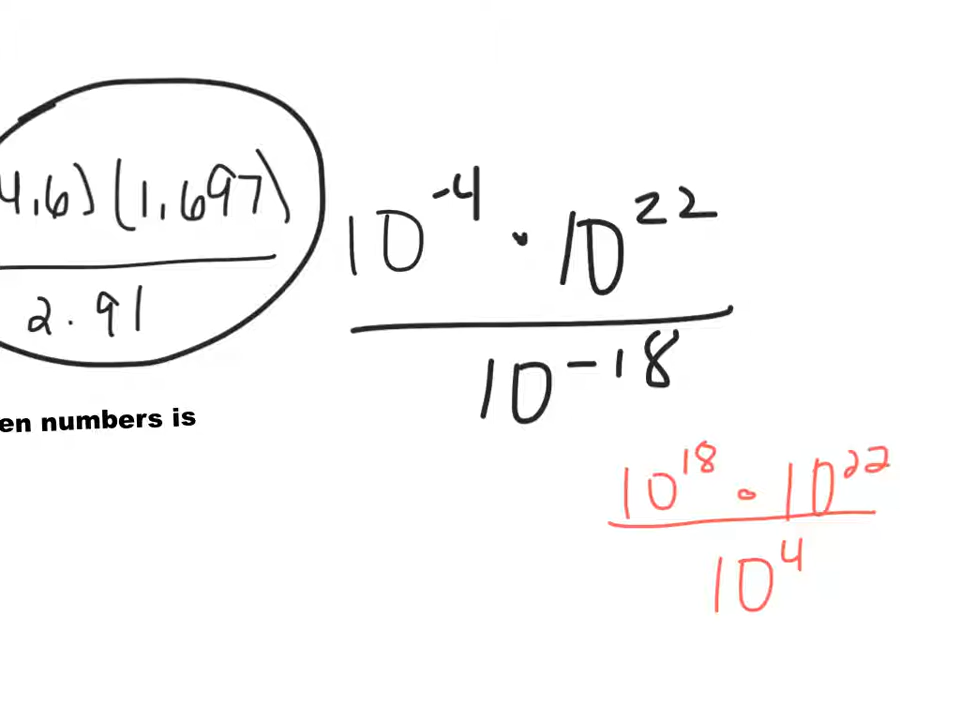 4.6)(1.697)
2.91
10^-4 · 10^22
10^-18
en numbers is
10^18 · 10^22
10^4